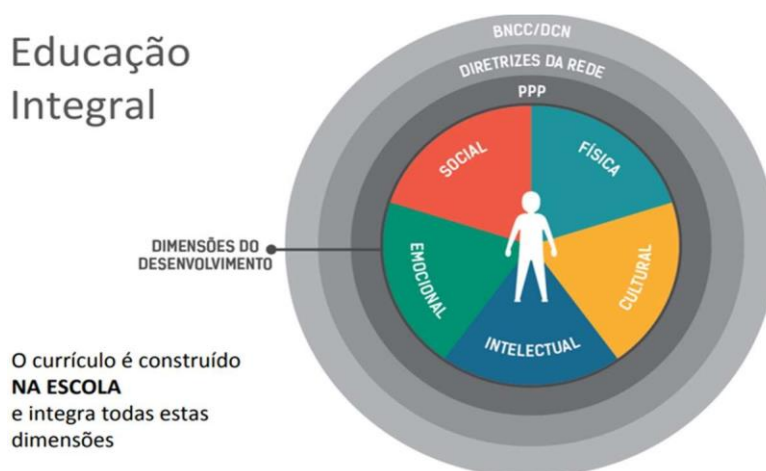 Educação
Integral
BNCC/DCN
DIRETRIZES DA REDE
PPP
SOCIAL
FÍSICA
EMOCIONAL
CULTURAL
INTELECTUAL
DIMENSÕES DO
DESENVOLVIMENTO
O currículo é construído
NA ESCOLA
e integra todas estas
dimensões